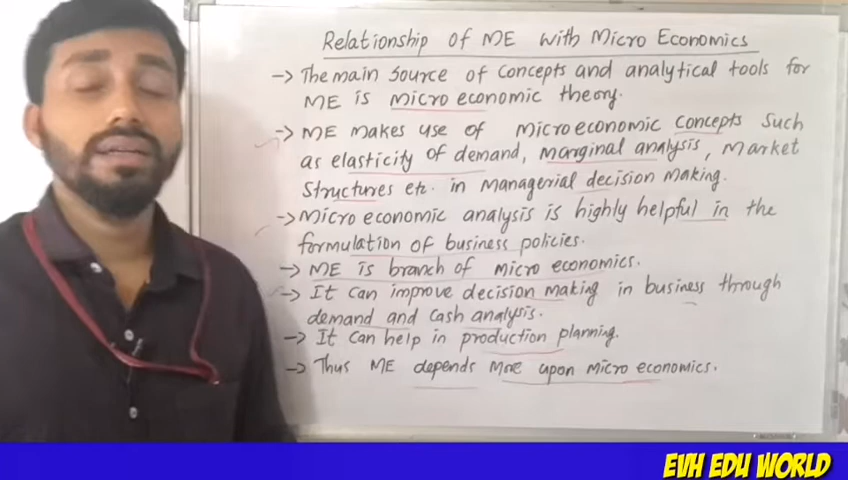 Relationship of ME with Micro Economics
→ The main source of concepts and analytical tools for
ME is micro economic theory.
→ ME makes use of microeconomic concepts such
as elasticity of demand, marginal analysis, market
structures etc. in managerial decision making.
→ Micro economic analysis is highly helpful in the
formulation of business policies.
→ ME is branch of micro economics.
→ It can improve decision making in business through
demand and cash analysis.
→ It can help in production planning.
→ Thus ME depends more upon micro economics.
EVH EDU WORLD